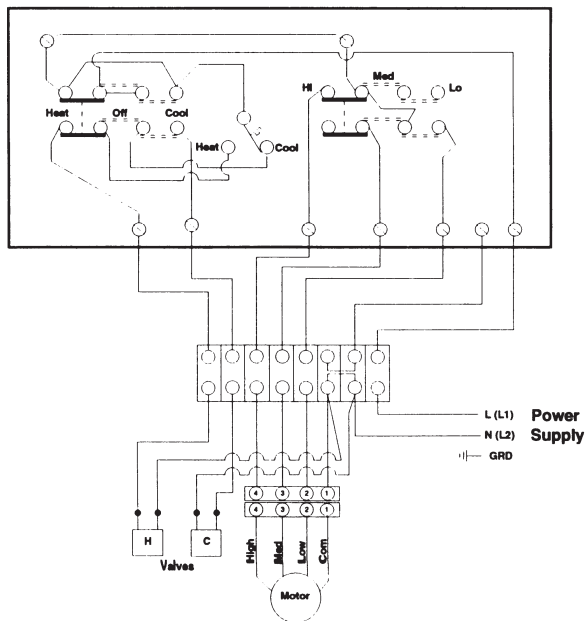 Hi Med Lo
Heat Off Cool
Heat Cool
L (L1) Power
N (L2) Supply
GRD
4 3 2 1
4 3 2 1
H C
Valves
High Med Low Com
Motor